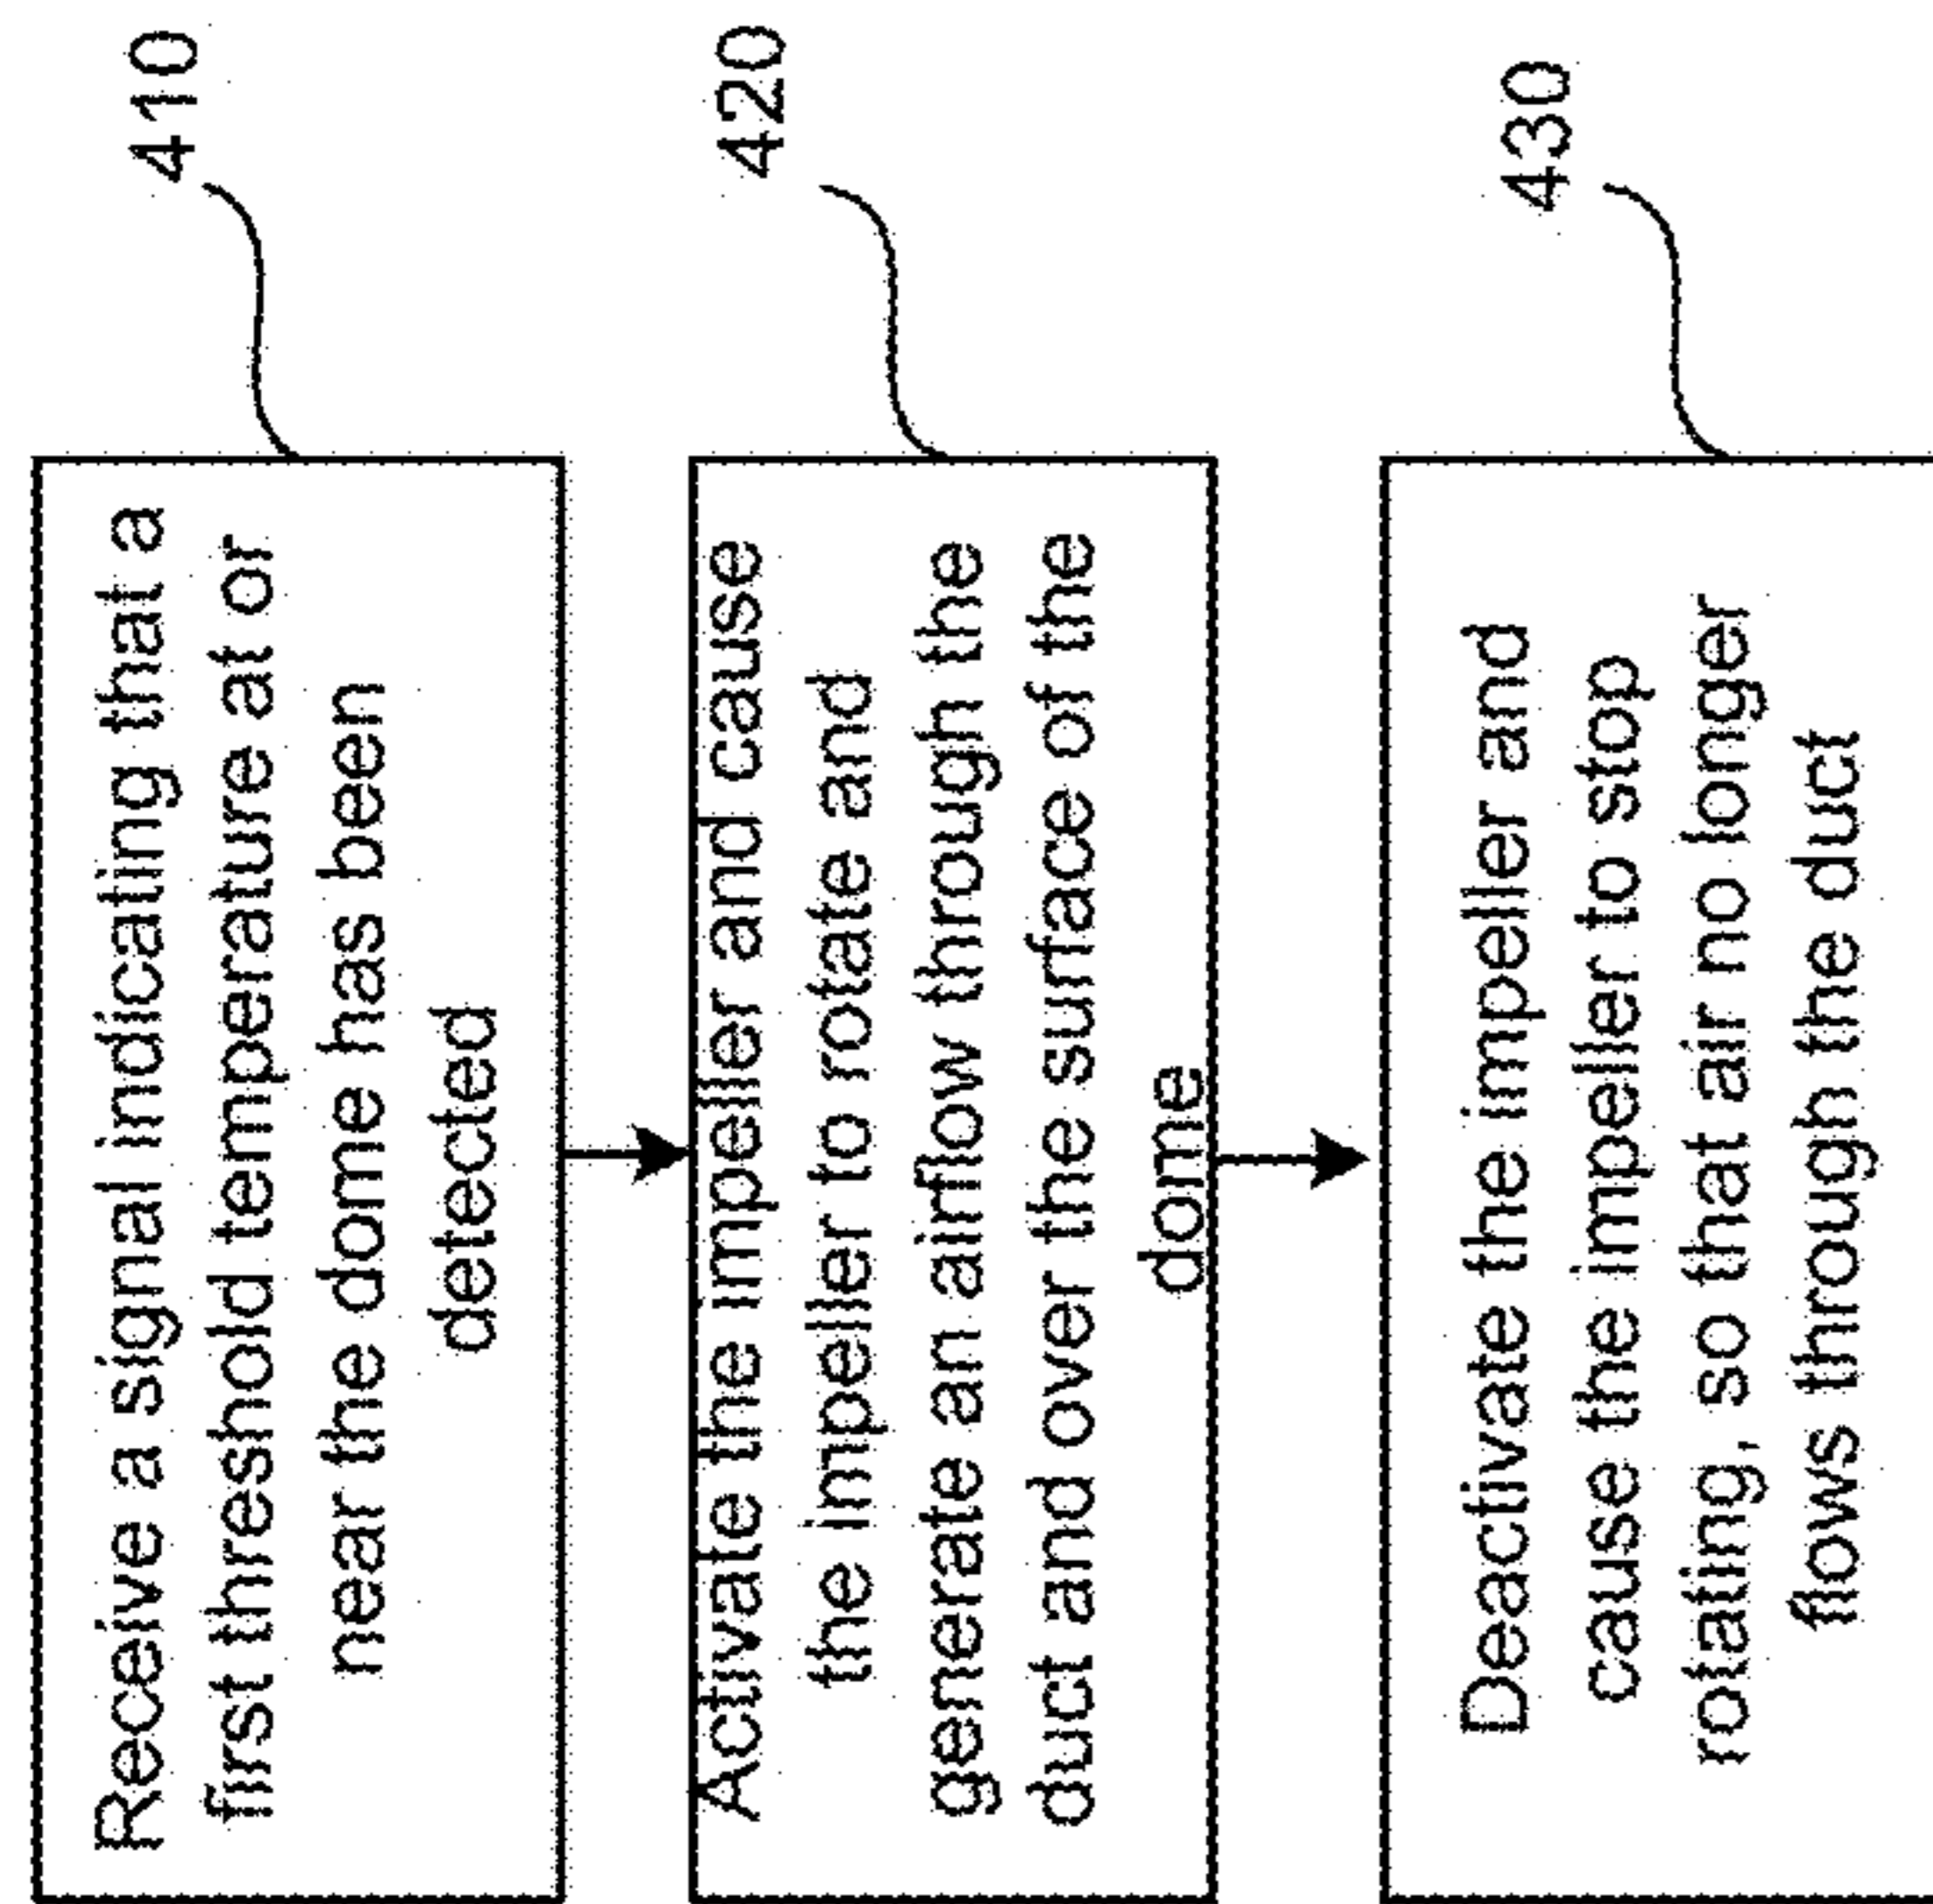 Receive a signal indicating that a
first threshold temperature at or
near the dome has been
detected
410
Activate the impeller and cause
the impeller to rotate and
generate an airflow through the
duct and over the surface of the
dome
420
Deactivate the impeller and
cause the impeller to stop
rotating, so that air no longer
flows through the duct
430